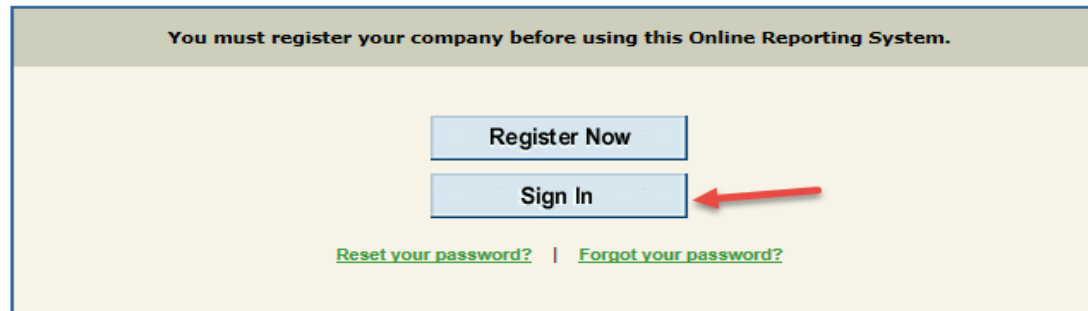 You must register your company before using this Online Reporting System.
Register Now
Sign In
Reset your password? | Forgot your password?